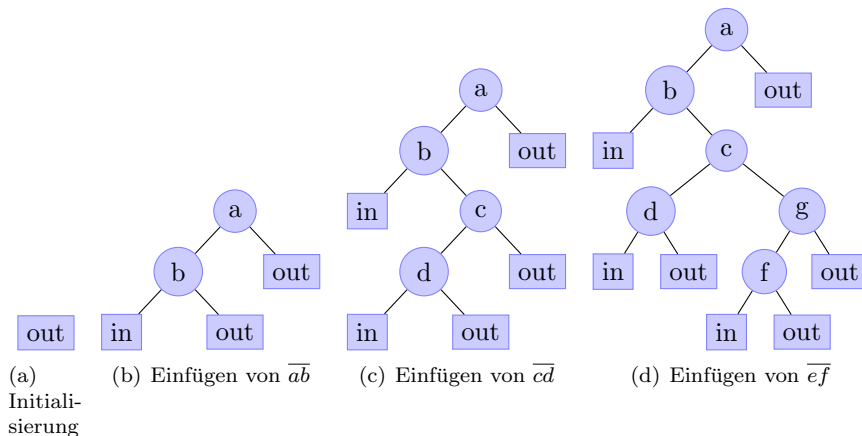 out
(a)
Initiali-
sierung
a
b
out
in
out
(b) Einfügen von ab
a
b
out
in
c
d
out
in
out
(c) Einfügen von cd
a
b
out
in
c
d
g
in
out
f
out
in
out
(d) Einfügen von ef